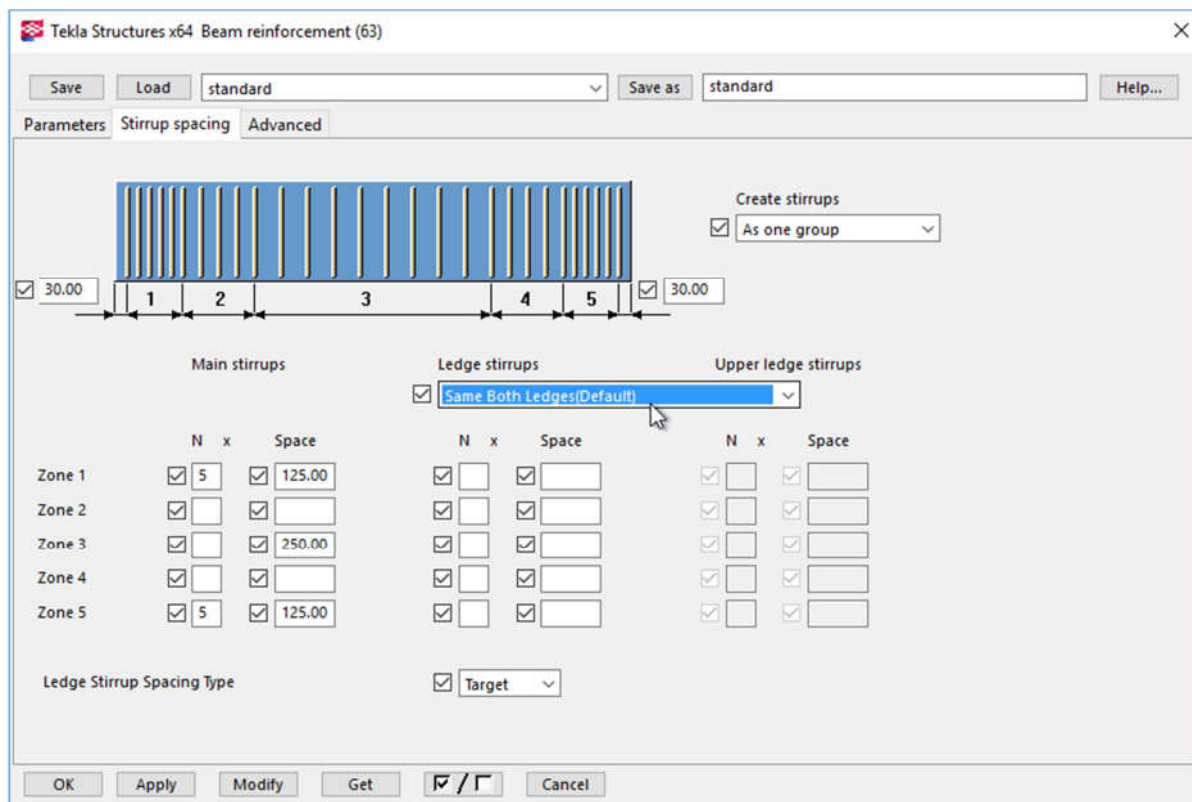 Tekla Structures x64 Beam reinforcement (63)
Save Load standard Save as standard Help...
Parameters Stirrup spacing Advanced
Create stirrups
As one group
30.00 1 2 3 4 5 30.00
Main stirrups Ledge stirrups Upper ledge stirrups
Same Both Ledges(Default)
N x Space N x Space N x Space
Zone 1 5 125.00
Zone 2
Zone 3 250.00
Zone 4
Zone 5 5 125.00
Ledge Stirrup Spacing Type Target
OK Apply Modify Get / Cancel